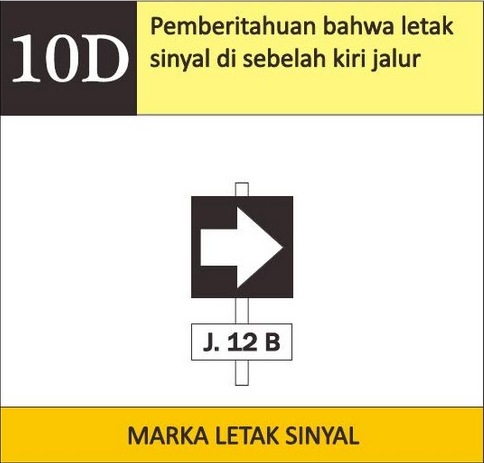 10D
Pemberitahuan bahwa letak
sinyal di sebelah kiri jalur
J. 12 B
MARKA LETAK SINYAL